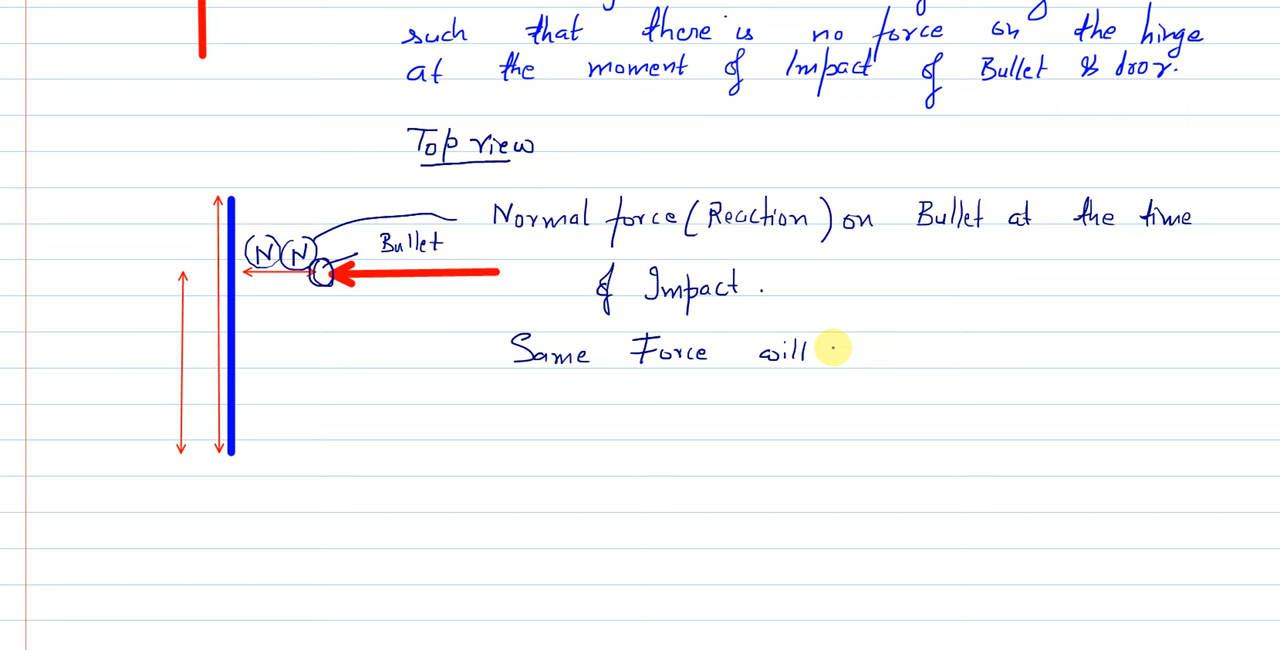 such that there is no force on the hinge
at the moment of Impact of Bullet & door.
Top view
Normal force (Reaction) on Bullet at the time
N N Bullet
of Impact.
Same Force will